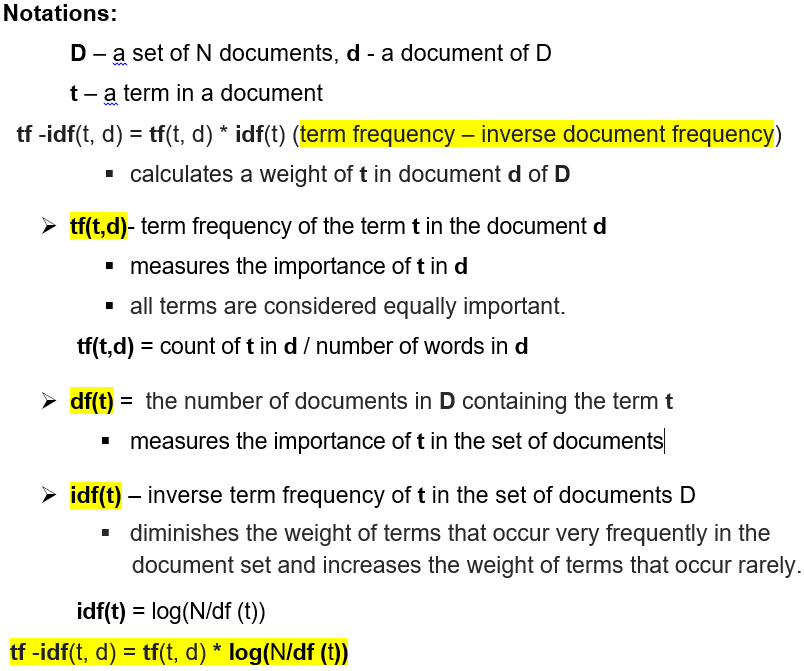 Notations:
D – a set of N documents, d - a document of D
t – a term in a document
tf -idf(t, d) = tf(t, d) * idf(t) (term frequency – inverse document frequency)
▪ calculates a weight of t in document d of D
➢ tf(t,d)- term frequency of the term t in the document d
▪ measures the importance of t in d
▪ all terms are considered equally important.
tf(t,d) = count of t in d / number of words in d
➢ df(t) = the number of documents in D containing the term t
▪ measures the importance of t in the set of documents
➢ idf(t) – inverse term frequency of t in the set of documents D
▪ diminishes the weight of terms that occur very frequently in the
document set and increases the weight of terms that occur rarely.
idf(t) = log(N/df (t))
tf -idf(t, d) = tf(t, d) * log(N/df (t))